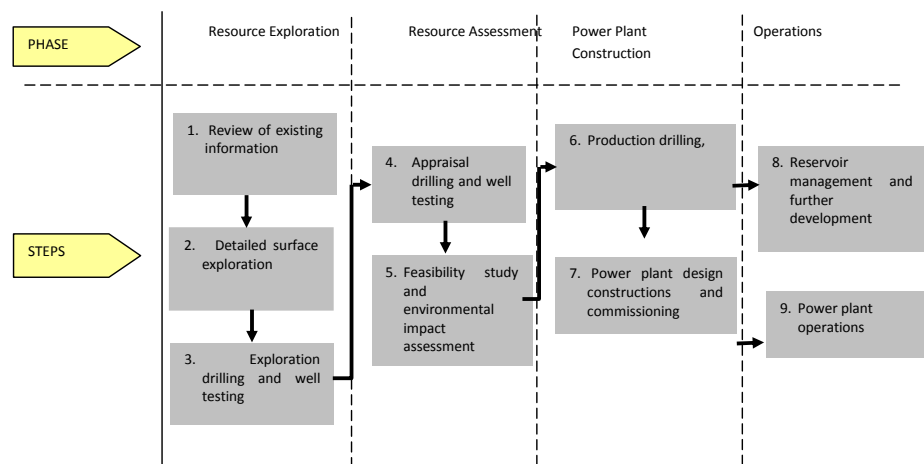 PHASE
Resource Exploration
Resource Assessment
Power Plant
Construction
Operations
STEPS
1. Review of existing
information
2. Detailed surface
exploration
3. Exploration
drilling and well
testing
4. Appraisal
drilling and well
testing
5. Feasibility study
and
environmental
impact
assessment
6. Production drilling,
7. Power plant design
constructions and
commissioning
8. Reservoir
management and
further
development
9. Power plant
operations